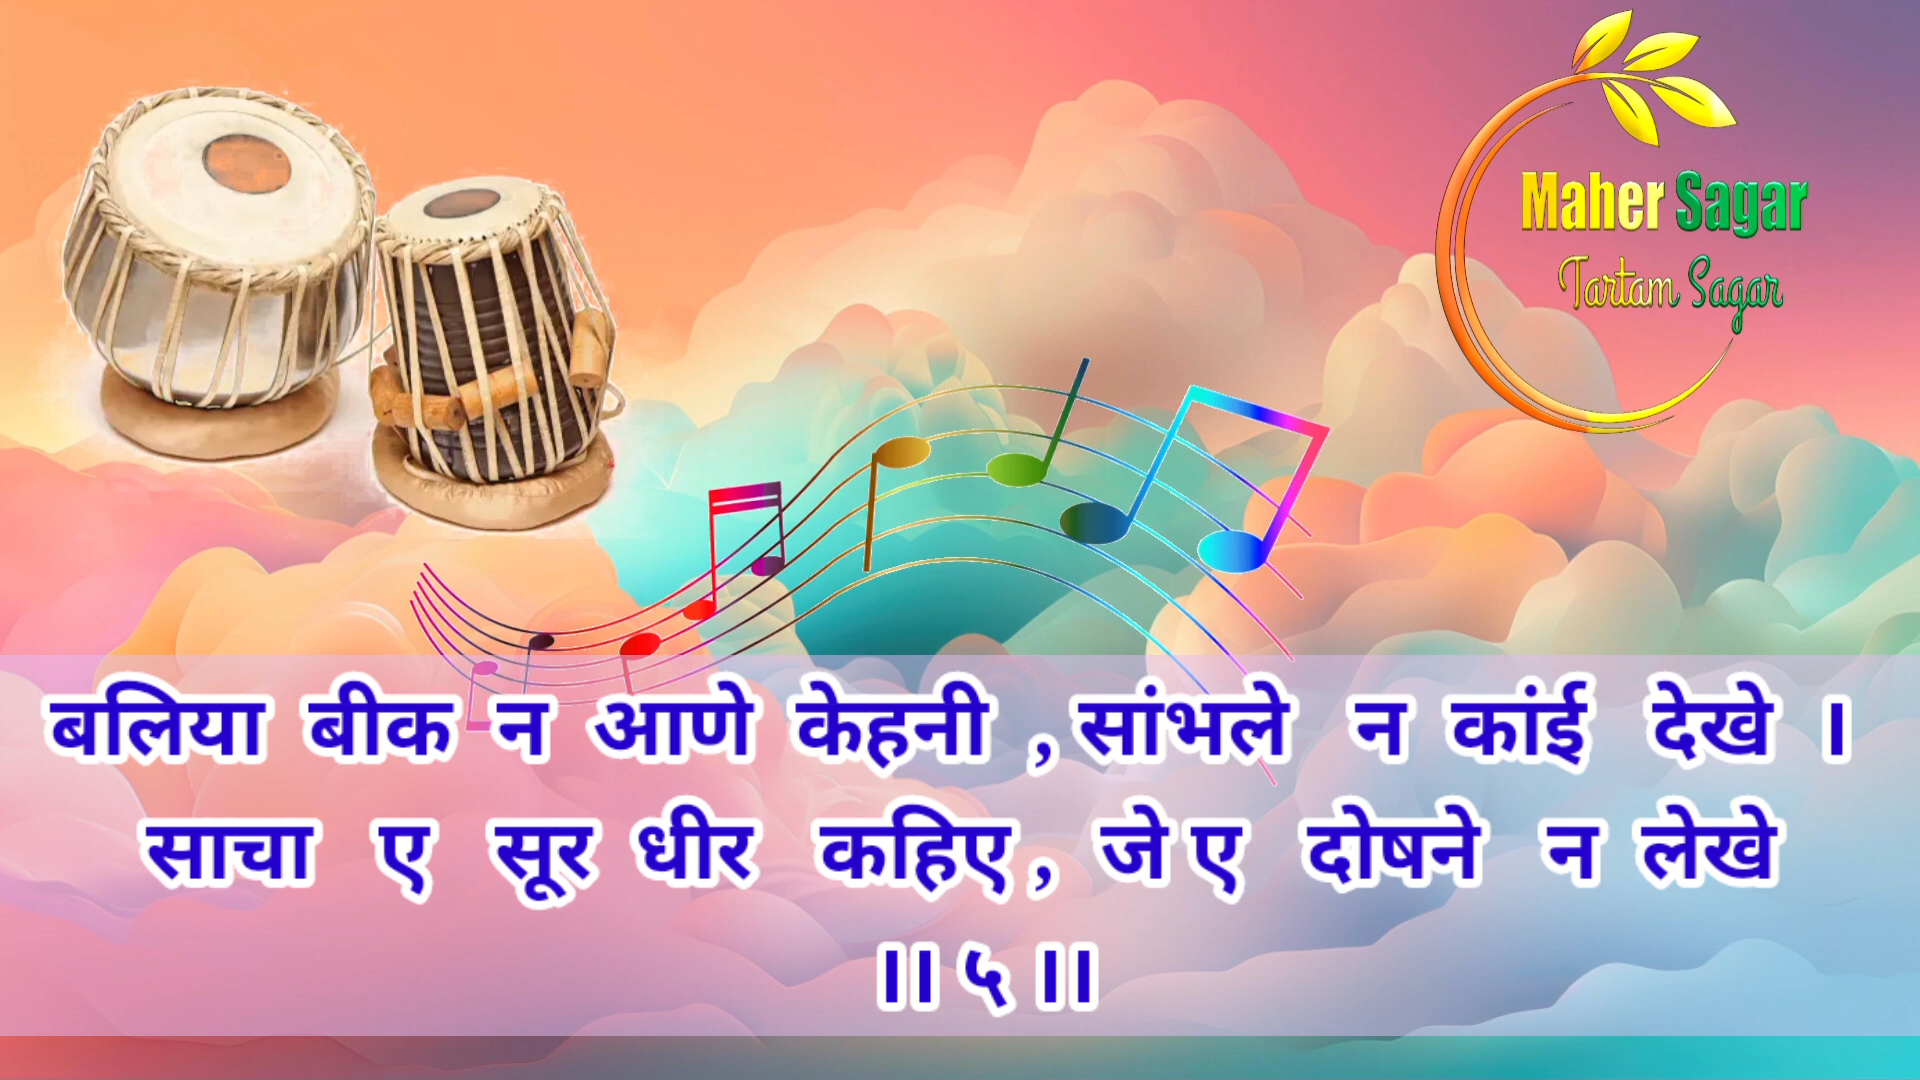 Maher Sagar
Tartam Sagar
बलिया बीक न आणे केहनी , सांभले न कांई देखे ।
साचा ए सूर धीर कहिए , जे ए दोषने न लेखे
।। ५ ।।